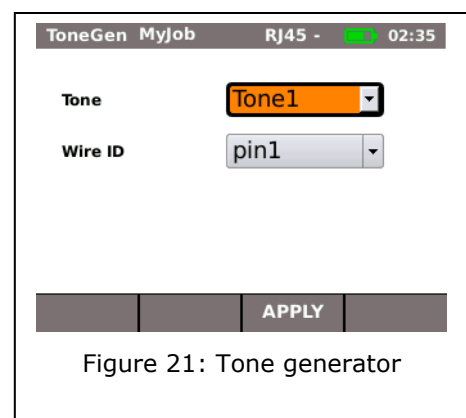 ToneGen MyJob RJ45 - 02:35
Tone Tone1
Wire ID pin1
APPLY
Figure 21: Tone generator